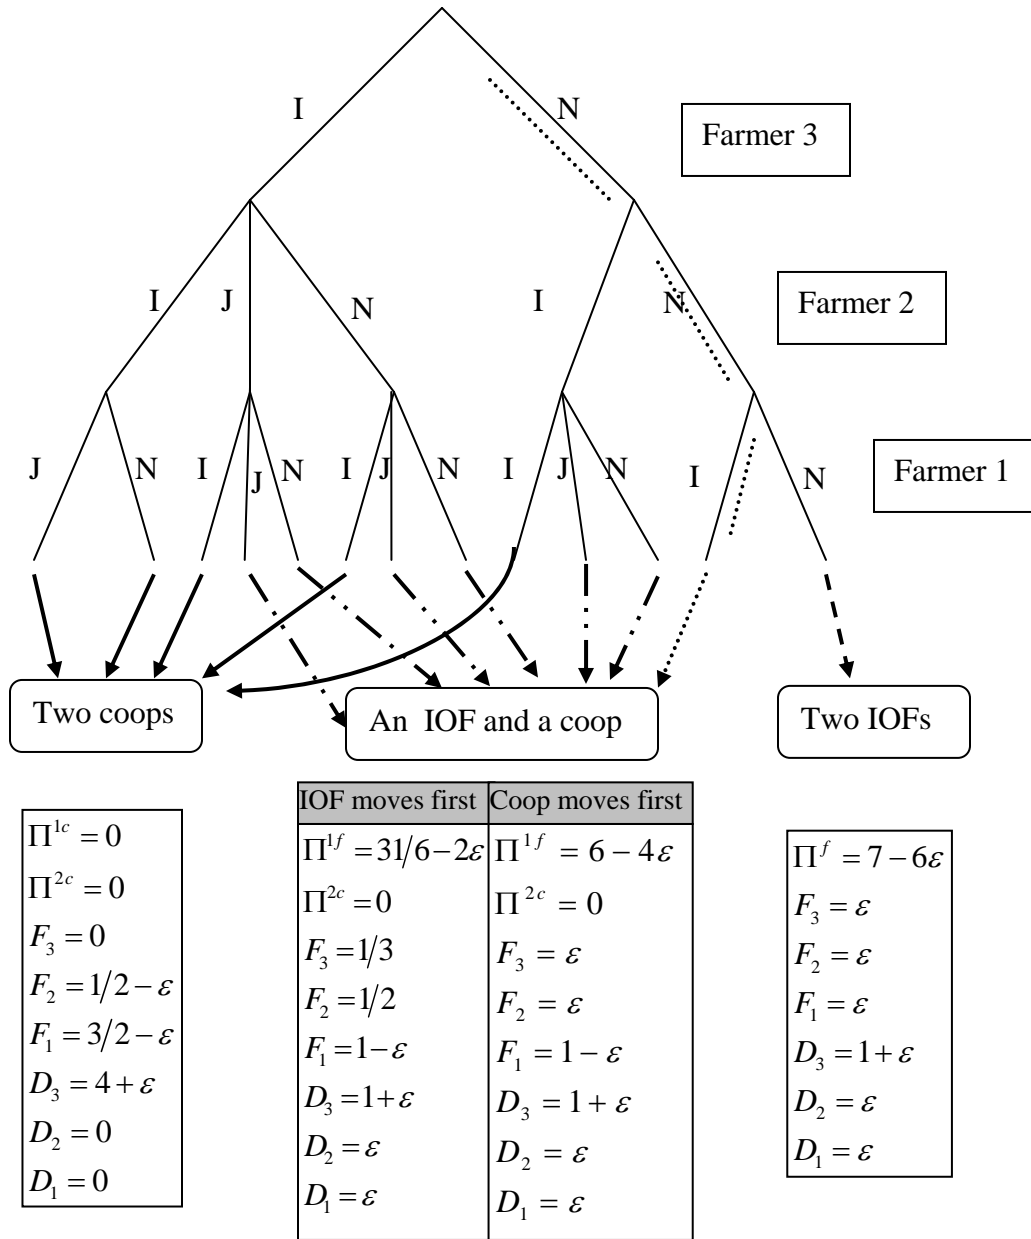 I
N
Farmer 3
I
J
N
I
N
Farmer 2
J
N
I
J
N
I
J
N
I
J
N
I
N
Farmer 1
Two coops
An IOF and a coop
Two IOFs
IOF moves first
Coop moves first
Π^{1c} = 0
Π^{2c} = 0
F_3 = 0
F_2 = 1/2 − ε
F_1 = 3/2 − ε
D_3 = 4 + ε
D_2 = 0
D_1 = 0
Π^{1f} = 31/6 − 2ε
Π^{2c} = 0
F_3 = 1/3
F_2 = 1/2
F_1 = 1 − ε
D_3 = 1 + ε
D_2 = ε
D_1 = ε
Π^{1f} = 6 − 4ε
Π^{2c} = 0
F_3 = ε
F_2 = ε
F_1 = 1 − ε
D_3 = 1 + ε
D_2 = ε
D_1 = ε
Π^f = 7 − 6ε
F_3 = ε
F_2 = ε
F_1 = ε
D_3 = 1 + ε
D_2 = ε
D_1 = ε